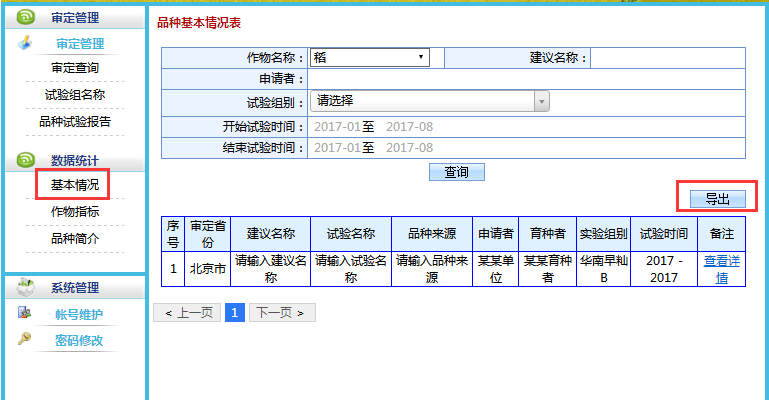 审定管理
审定管理
审定查询
试验组名称
品种试验报告
数据统计
基本情况
作物指标
品种简介
系统管理
帐号维护
密码修改
品种基本情况表
作物名称： 稻 建议名称：
申请者：
试验组别： 请选择
开始试验时间： 2017-01至 2017-08
结束试验时间： 2017-01至 2017-08
查询
导出
序号 审定省份 建议名称 试验名称 品种来源 申请者 育种者 实验组别 试验时间 备注
1 北京市 请输入建议名称 请输入试验名称 请输入品种来源 某某单位 某某育种者 华南早籼B 2017 - 2017 查看详情
< 上一页 1 下一页 >